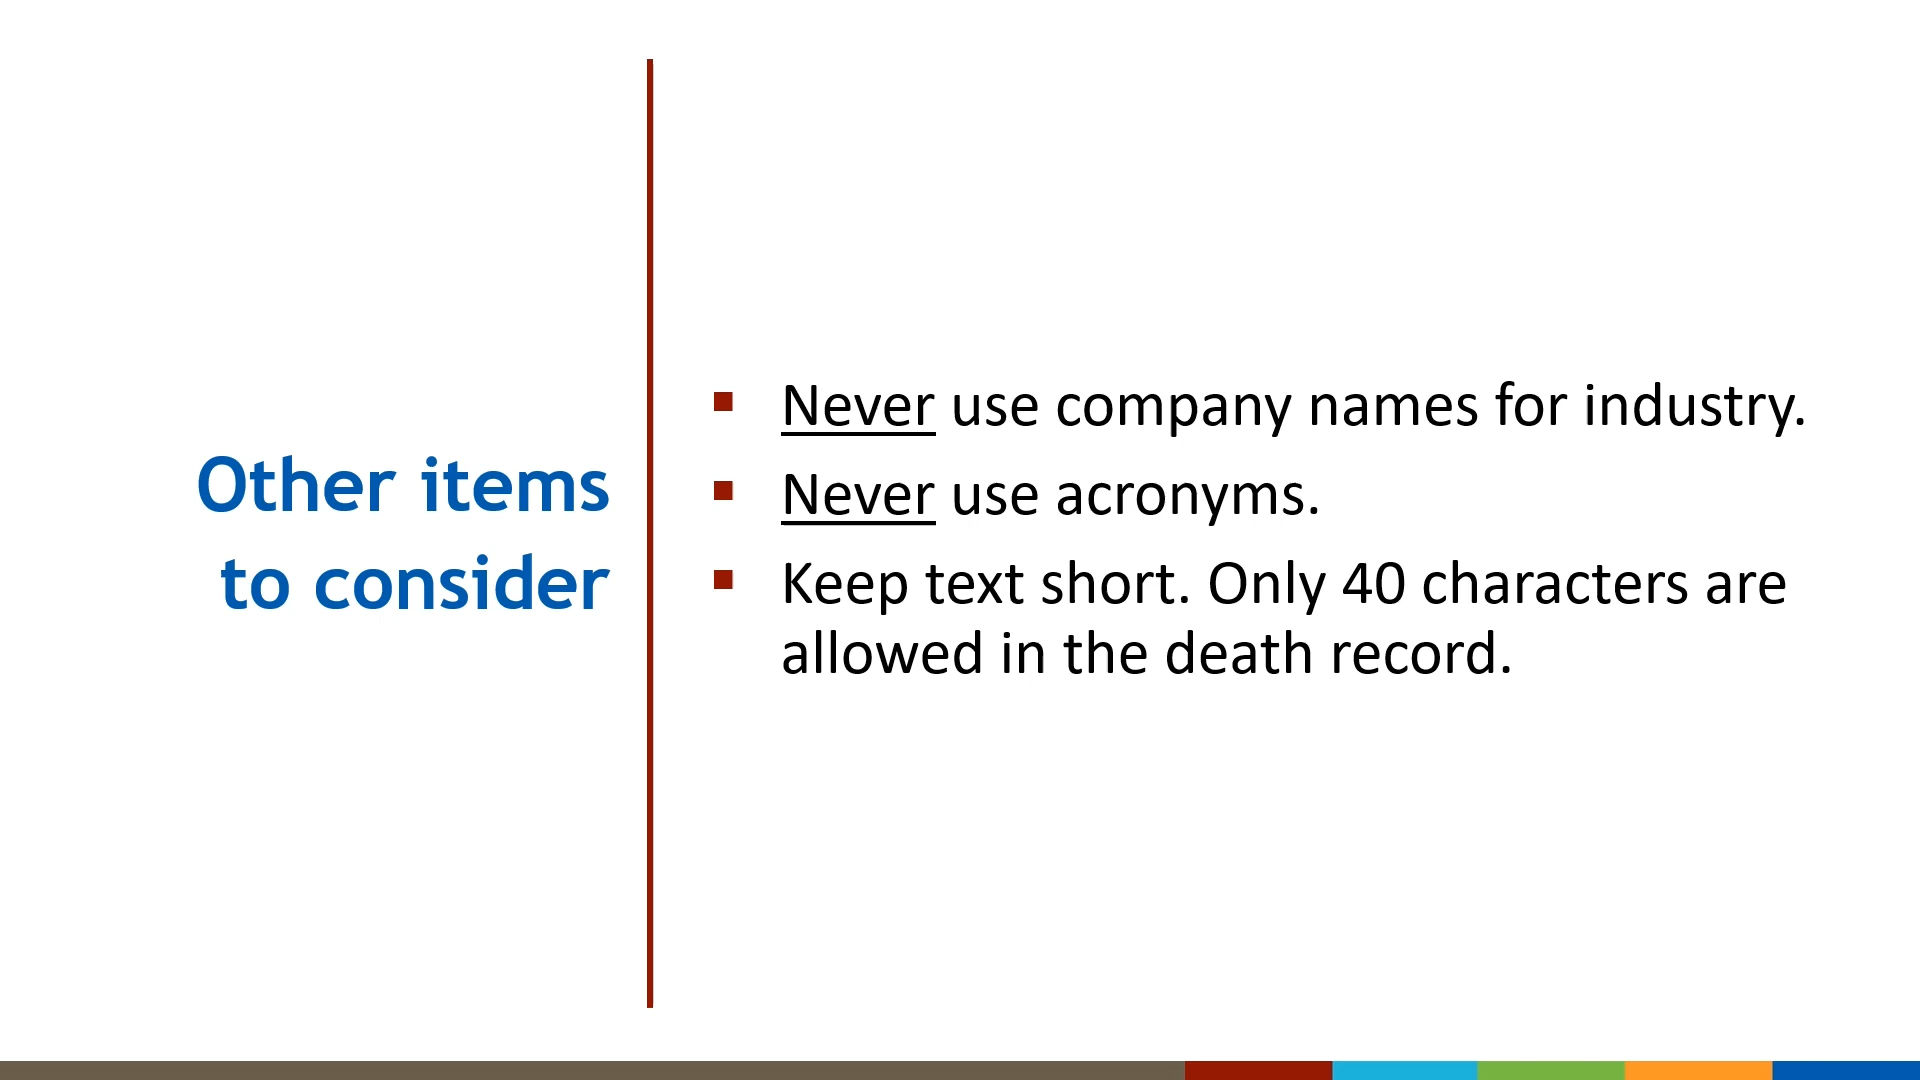 Other items
to consider
▪ Never use company names for industry.
▪ Never use acronyms.
▪ Keep text short. Only 40 characters are
allowed in the death record.